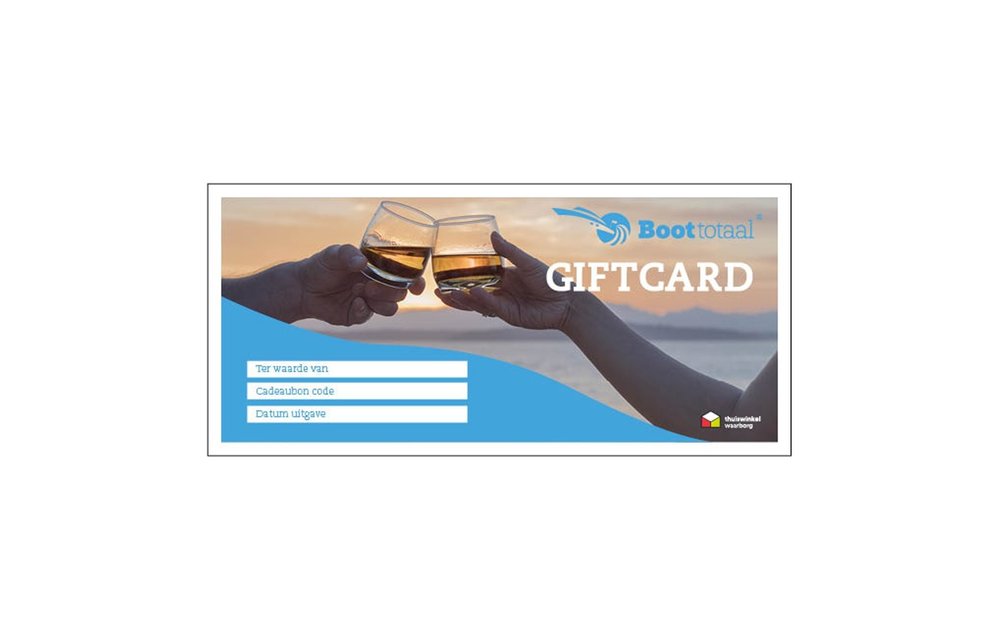 Boottotaal®
GIFTCARD
Ter waarde van
Cadeaubon code
Datum uitgave
thuiswinkel
waarborg